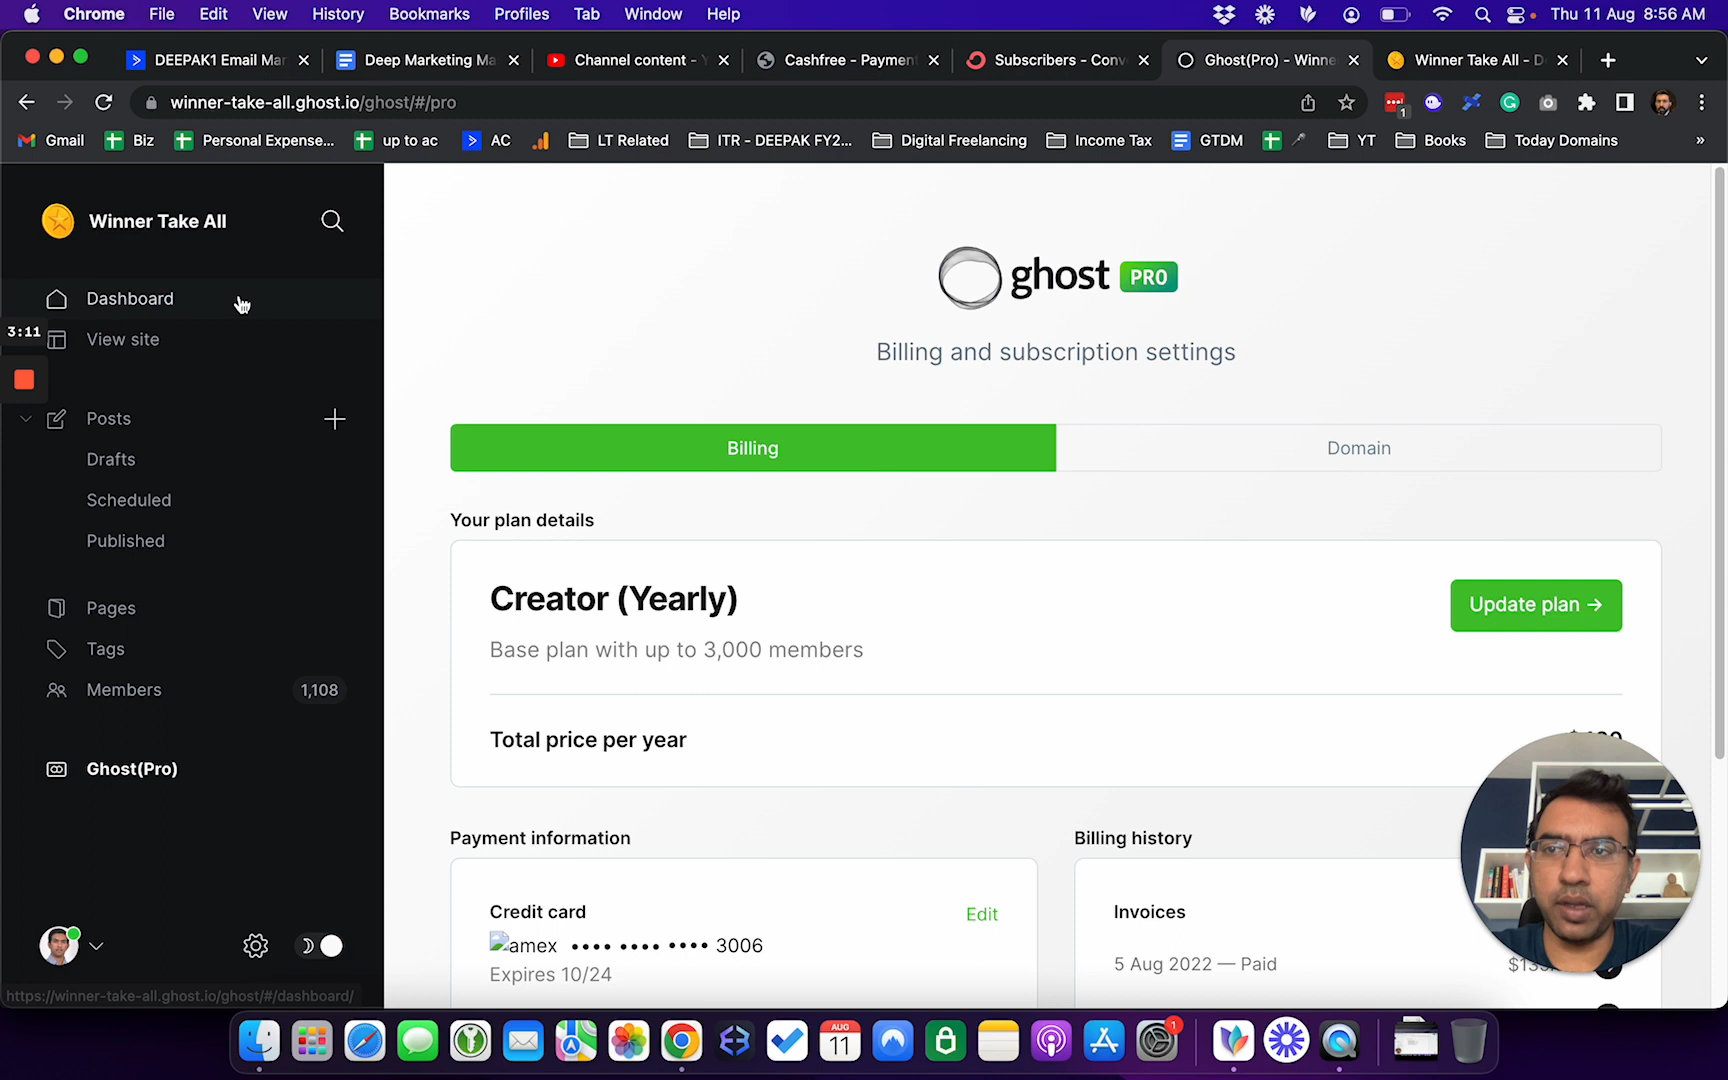 Chrome File Edit View History Bookmarks Profiles Tab Window Help Thu 11 Aug 8:56 AM
DEEPAK1 Email Mar Deep Marketing Ma Channel content - Cashfree - Payment Subscribers - Conv Ghost(Pro) - Winne Winner Take All - D
winner-take-all.ghost.io/ghost/#/pro 1
Gmail Biz Personal Expense... up to ac AC LT Related ITR - DEEPAK FY2... Digital Freelancing Income Tax GTDM YT Books Today Domains »
Winner Take All
Dashboard
3:11
View site
Posts
Drafts
Scheduled
Published
Pages
Tags
Members 1,108
Ghost(Pro)
https://winner-take-all.ghost.io/ghost/#/dashboard/
ghost PRO
Billing and subscription settings
Billing Domain
Your plan details
Creator (Yearly)
Update plan →
Base plan with up to 3,000 members
Total price per year
Payment information
Credit card Edit
amex •••• •••• •••• 3006
Expires 10/24
Billing history
Invoices
5 Aug 2022 — Paid
AUG
11
1